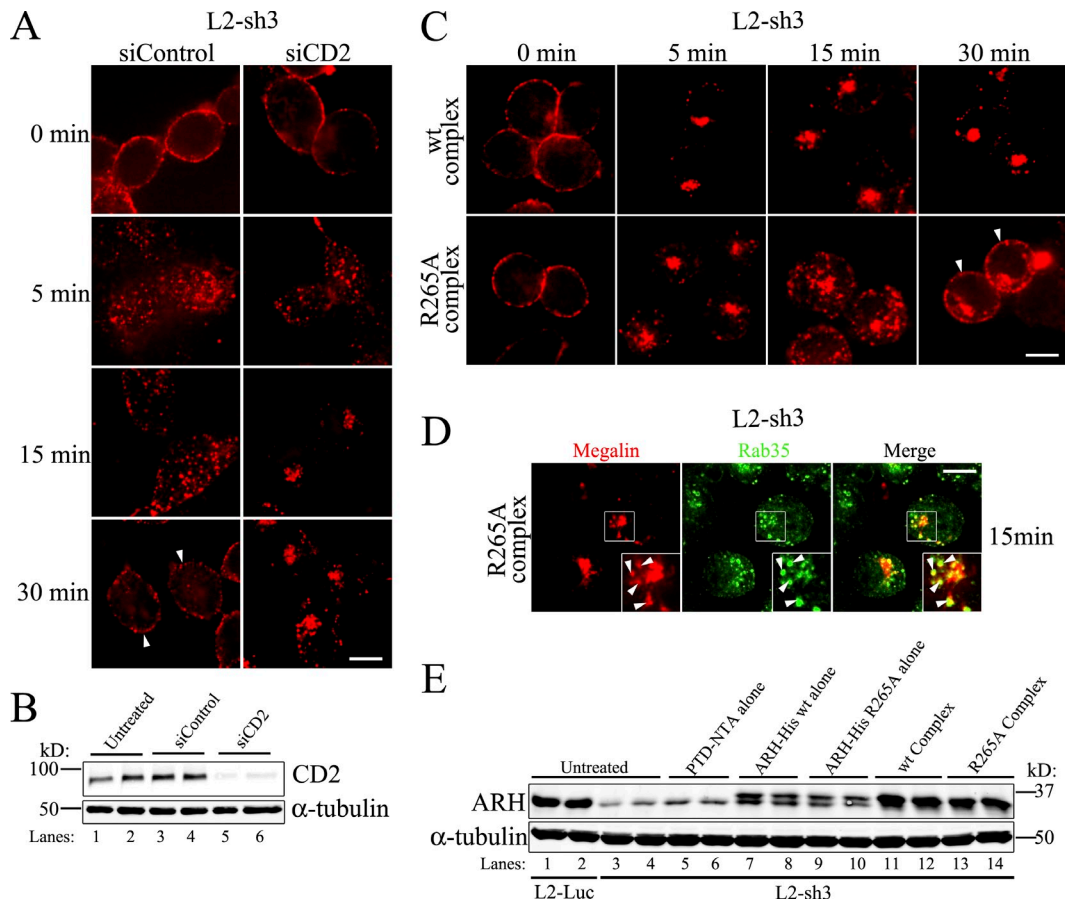 A
L2-sh3
siControl siCD2
0 min
5 min
15 min
30 min
B
Untreated siControl siCD2
kD:
100
CD2
50
α-tubulin
Lanes: 1 2 3 4 5 6
C
L2-sh3
0 min 5 min 15 min 30 min
wt
complex
R265A
complex
D
L2-sh3
Megalin Rab35 Merge
R265A
complex
15min
E
Untreated PTD-NTA alone ARH-His wt alone ARH-His R265A alone wt Complex R265A Complex
kD:
ARH
37
α-tubulin
50
Lanes: 1 2 3 4 5 6 7 8 9 10 11 12 13 14
L2-Luc L2-sh3